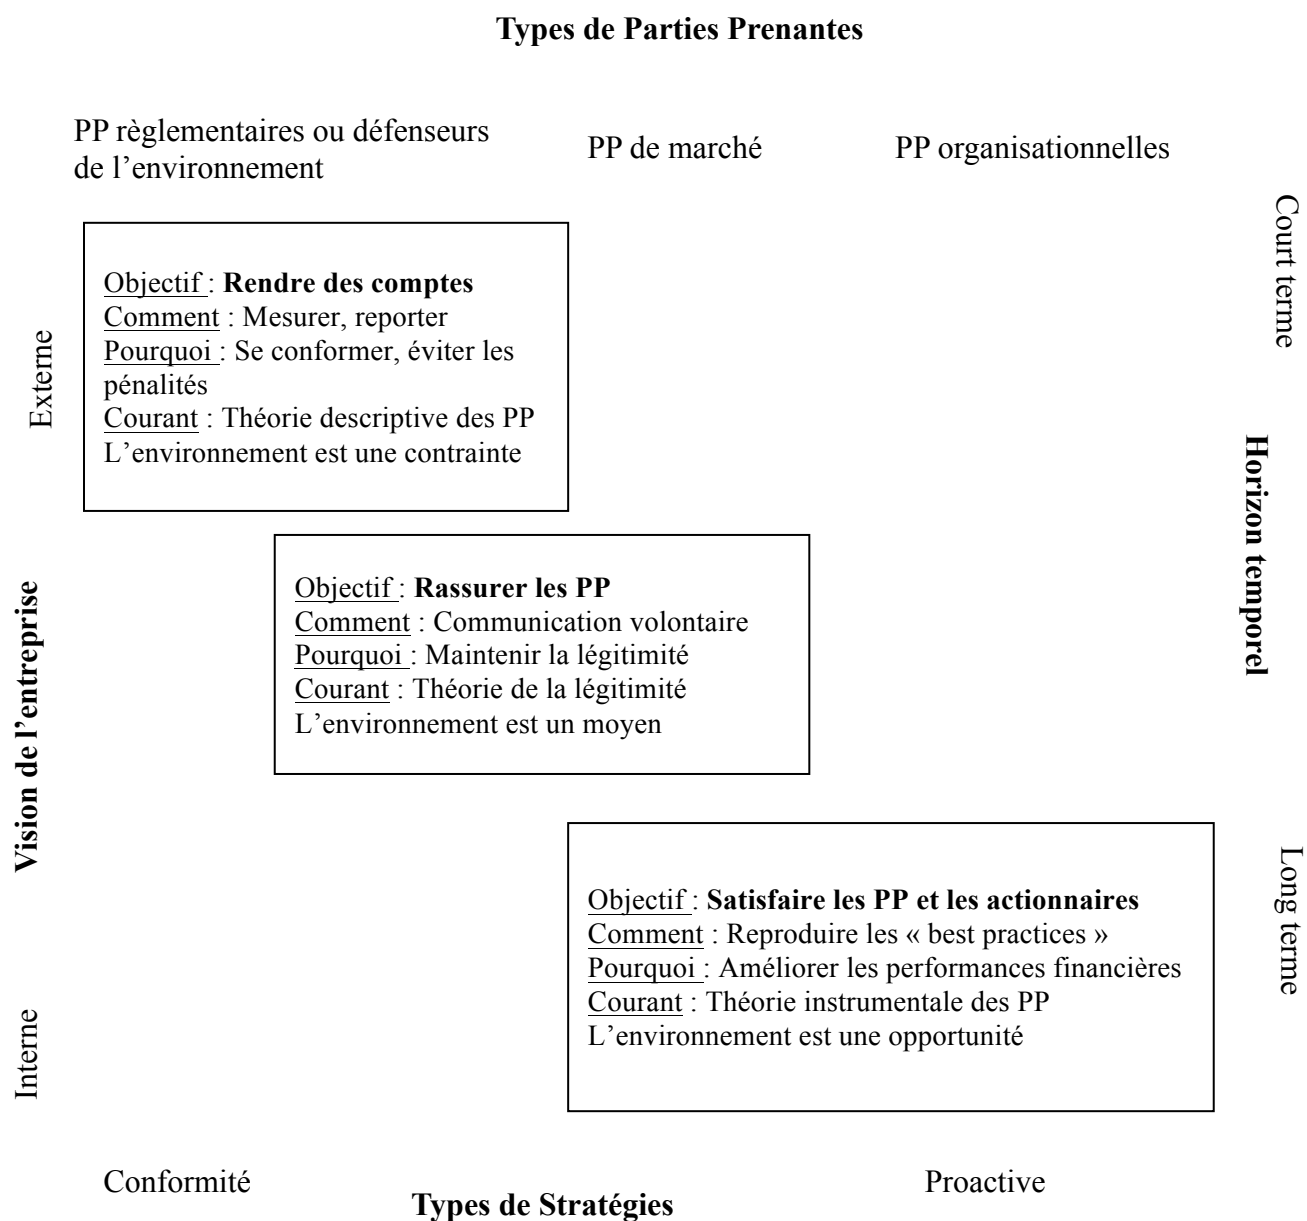 Types de Parties Prenantes
PP règlementaires ou défenseurs
de l’environnement
PP de marché
PP organisationnelles
Court terme
Externe
Objectif : Rendre des comptes
Comment : Mesurer, reporter
Pourquoi : Se conformer, éviter les
pénalités
Courant : Théorie descriptive des PP
L’environnement est une contrainte
Horizon temporel
Vision de l’entreprise
Objectif : Rassurer les PP
Comment : Communication volontaire
Pourquoi : Maintenir la légitimité
Courant : Théorie de la légitimité
L’environnement est un moyen
Objectif : Satisfaire les PP et les actionnaires
Comment : Reproduire les « best practices »
Pourquoi : Améliorer les performances financières
Courant : Théorie instrumentale des PP
L’environnement est une opportunité
Long terme
Interne
Conformité
Proactive
Types de Stratégies